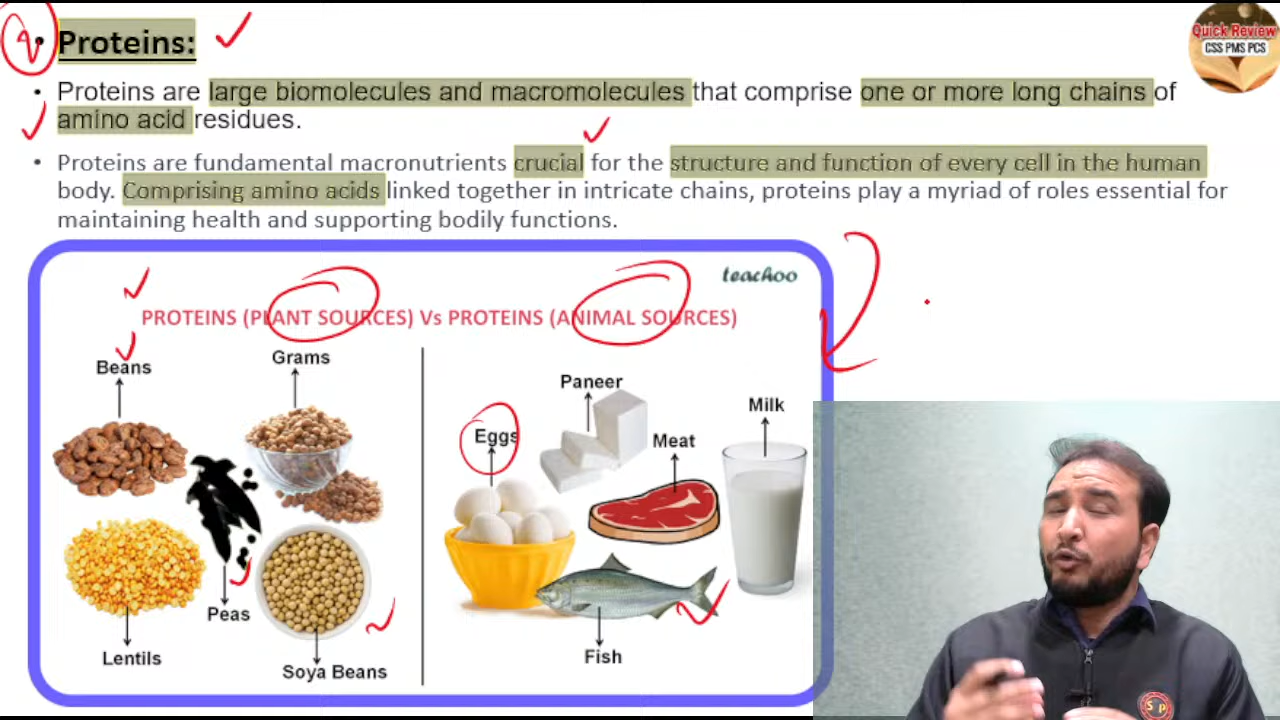 • Proteins:
Quick Review
CSS PMS PCS
• Proteins are large biomolecules and macromolecules that comprise one or more long chains of
amino acid residues.
• Proteins are fundamental macronutrients crucial for the structure and function of every cell in the human
body. Comprising amino acids linked together in intricate chains, proteins play a myriad of roles essential for
maintaining health and supporting bodily functions.
teachoo
PROTEINS (PLANT SOURCES) Vs PROTEINS (ANIMAL SOURCES)
Beans
Grams
Peas
Lentils
Soya Beans
Eggs
Paneer
Meat
Milk
Fish